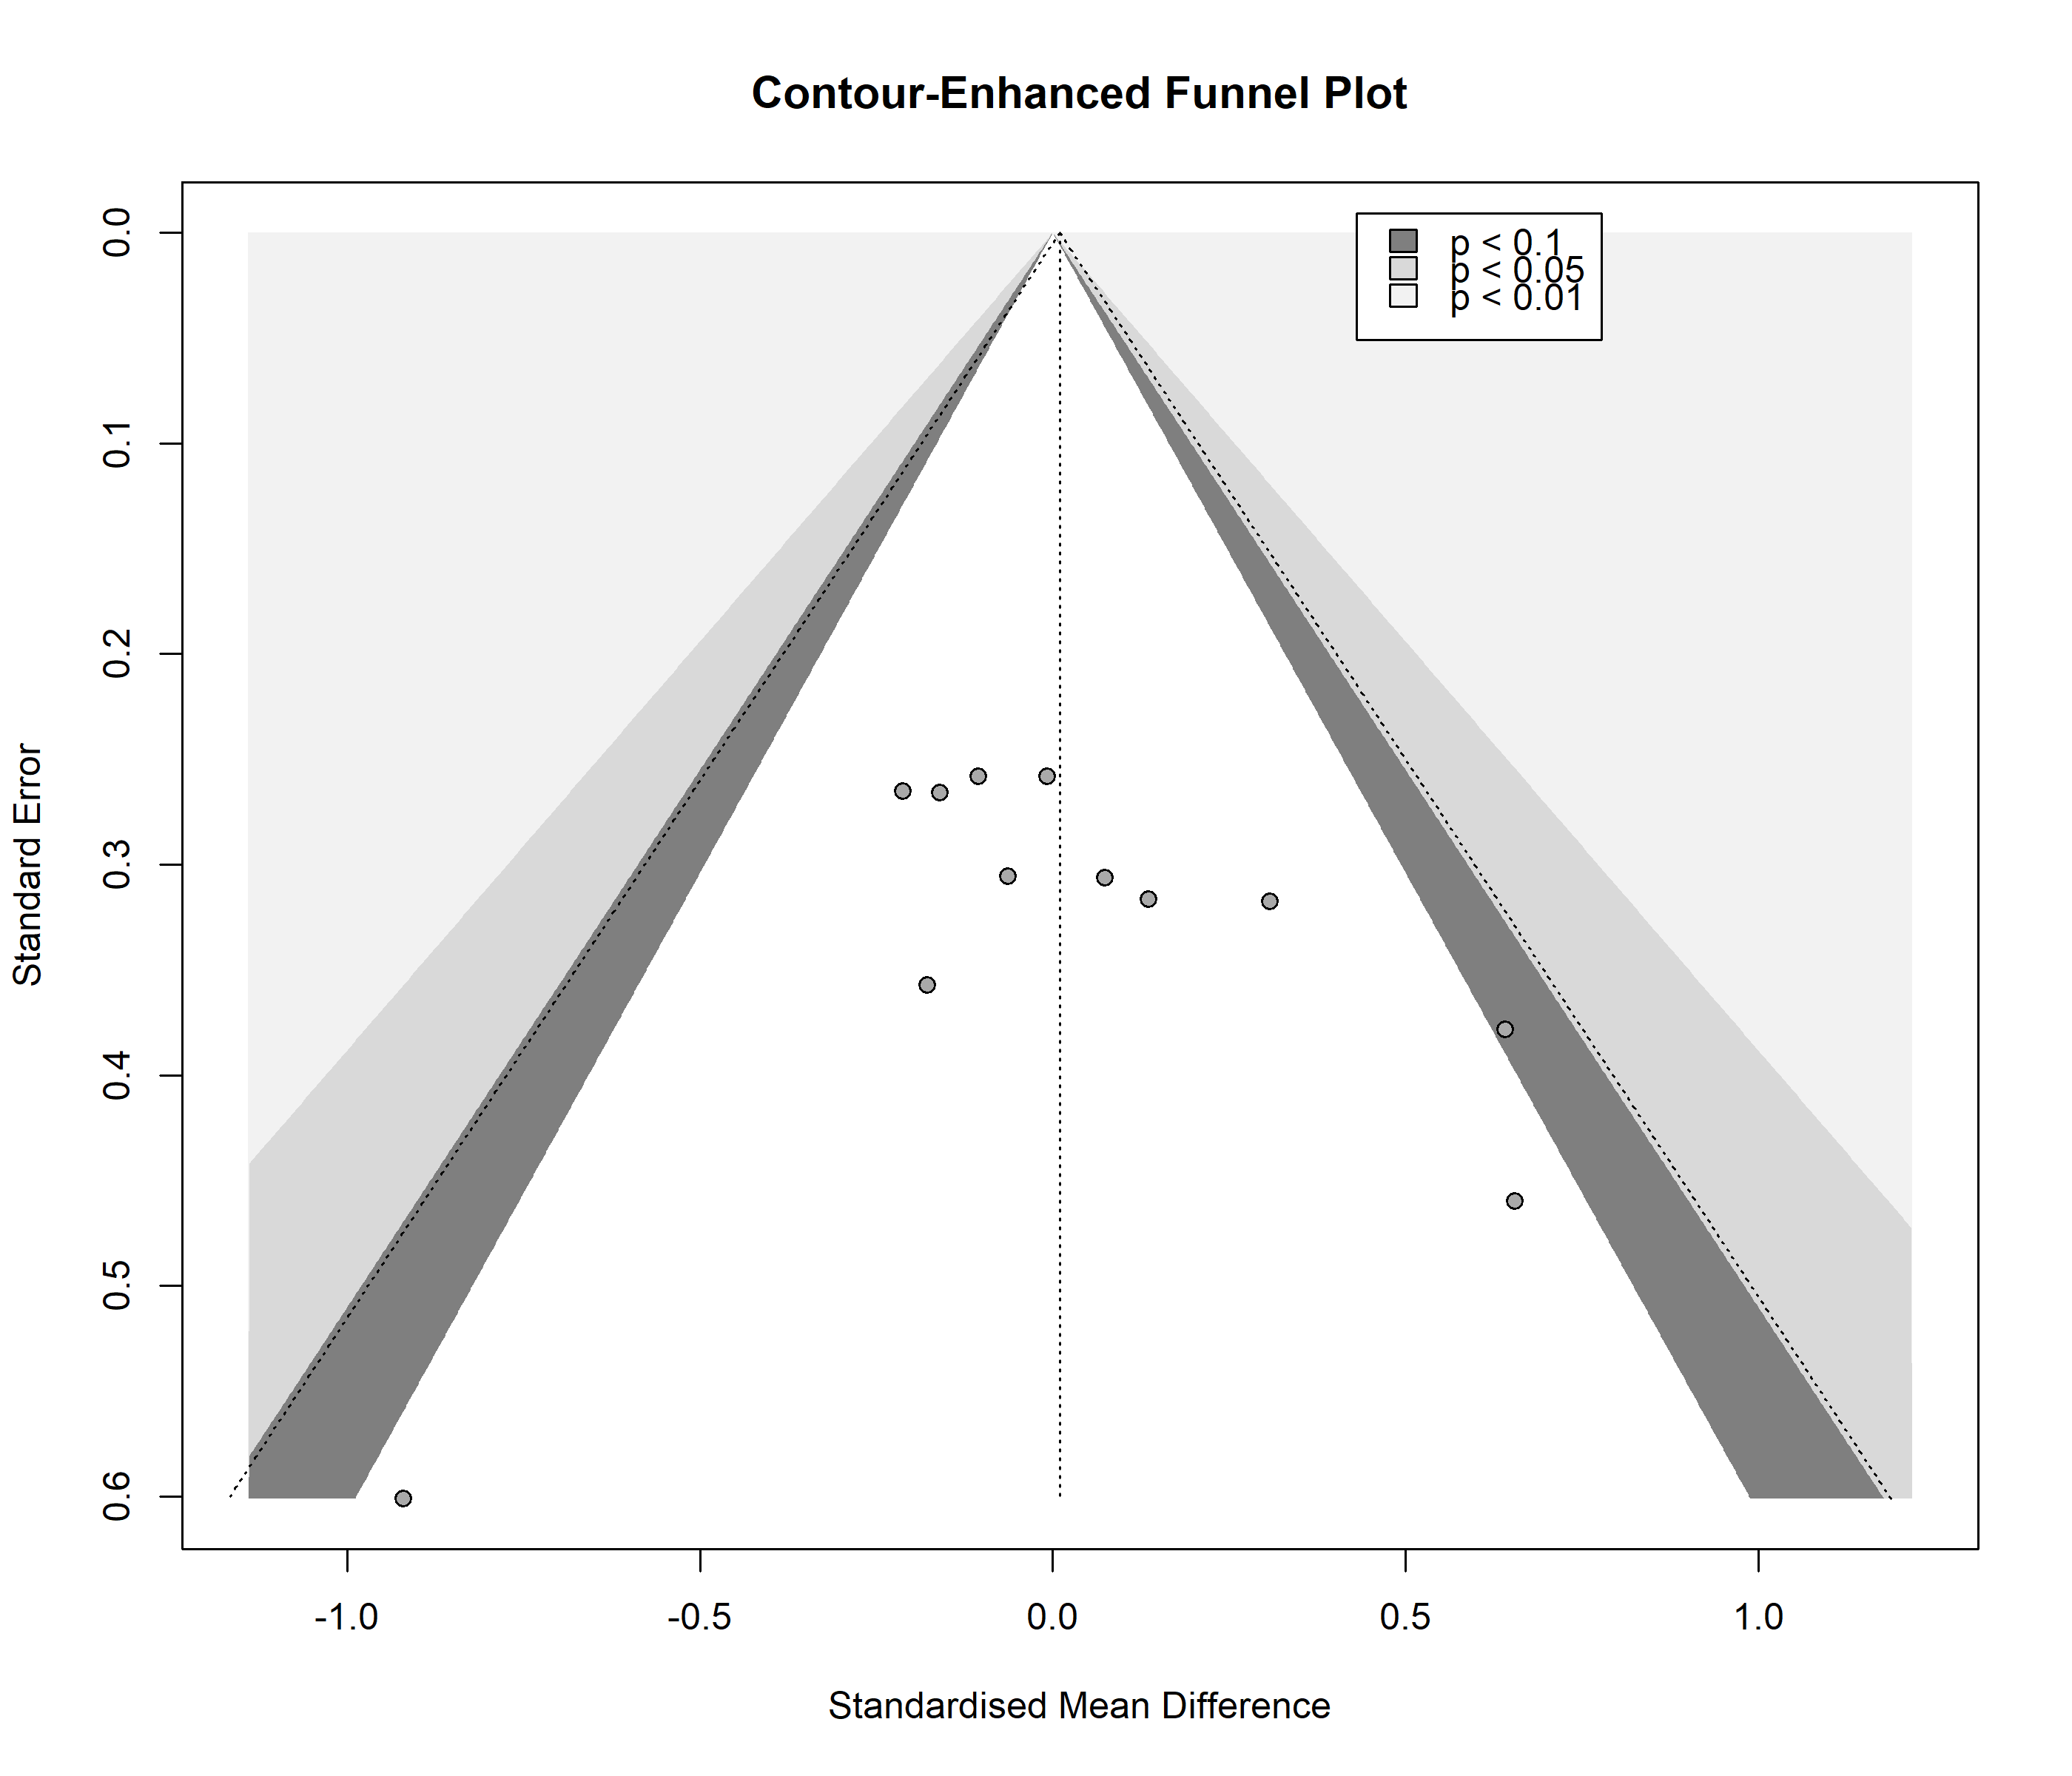 Contour-Enhanced Funnel Plot
p < 0.1
p < 0.05
p < 0.01
Standard Error
0.0
0.1
0.2
0.3
0.4
0.5
0.6
-1.0
-0.5
0.0
0.5
1.0
Standardised Mean Difference